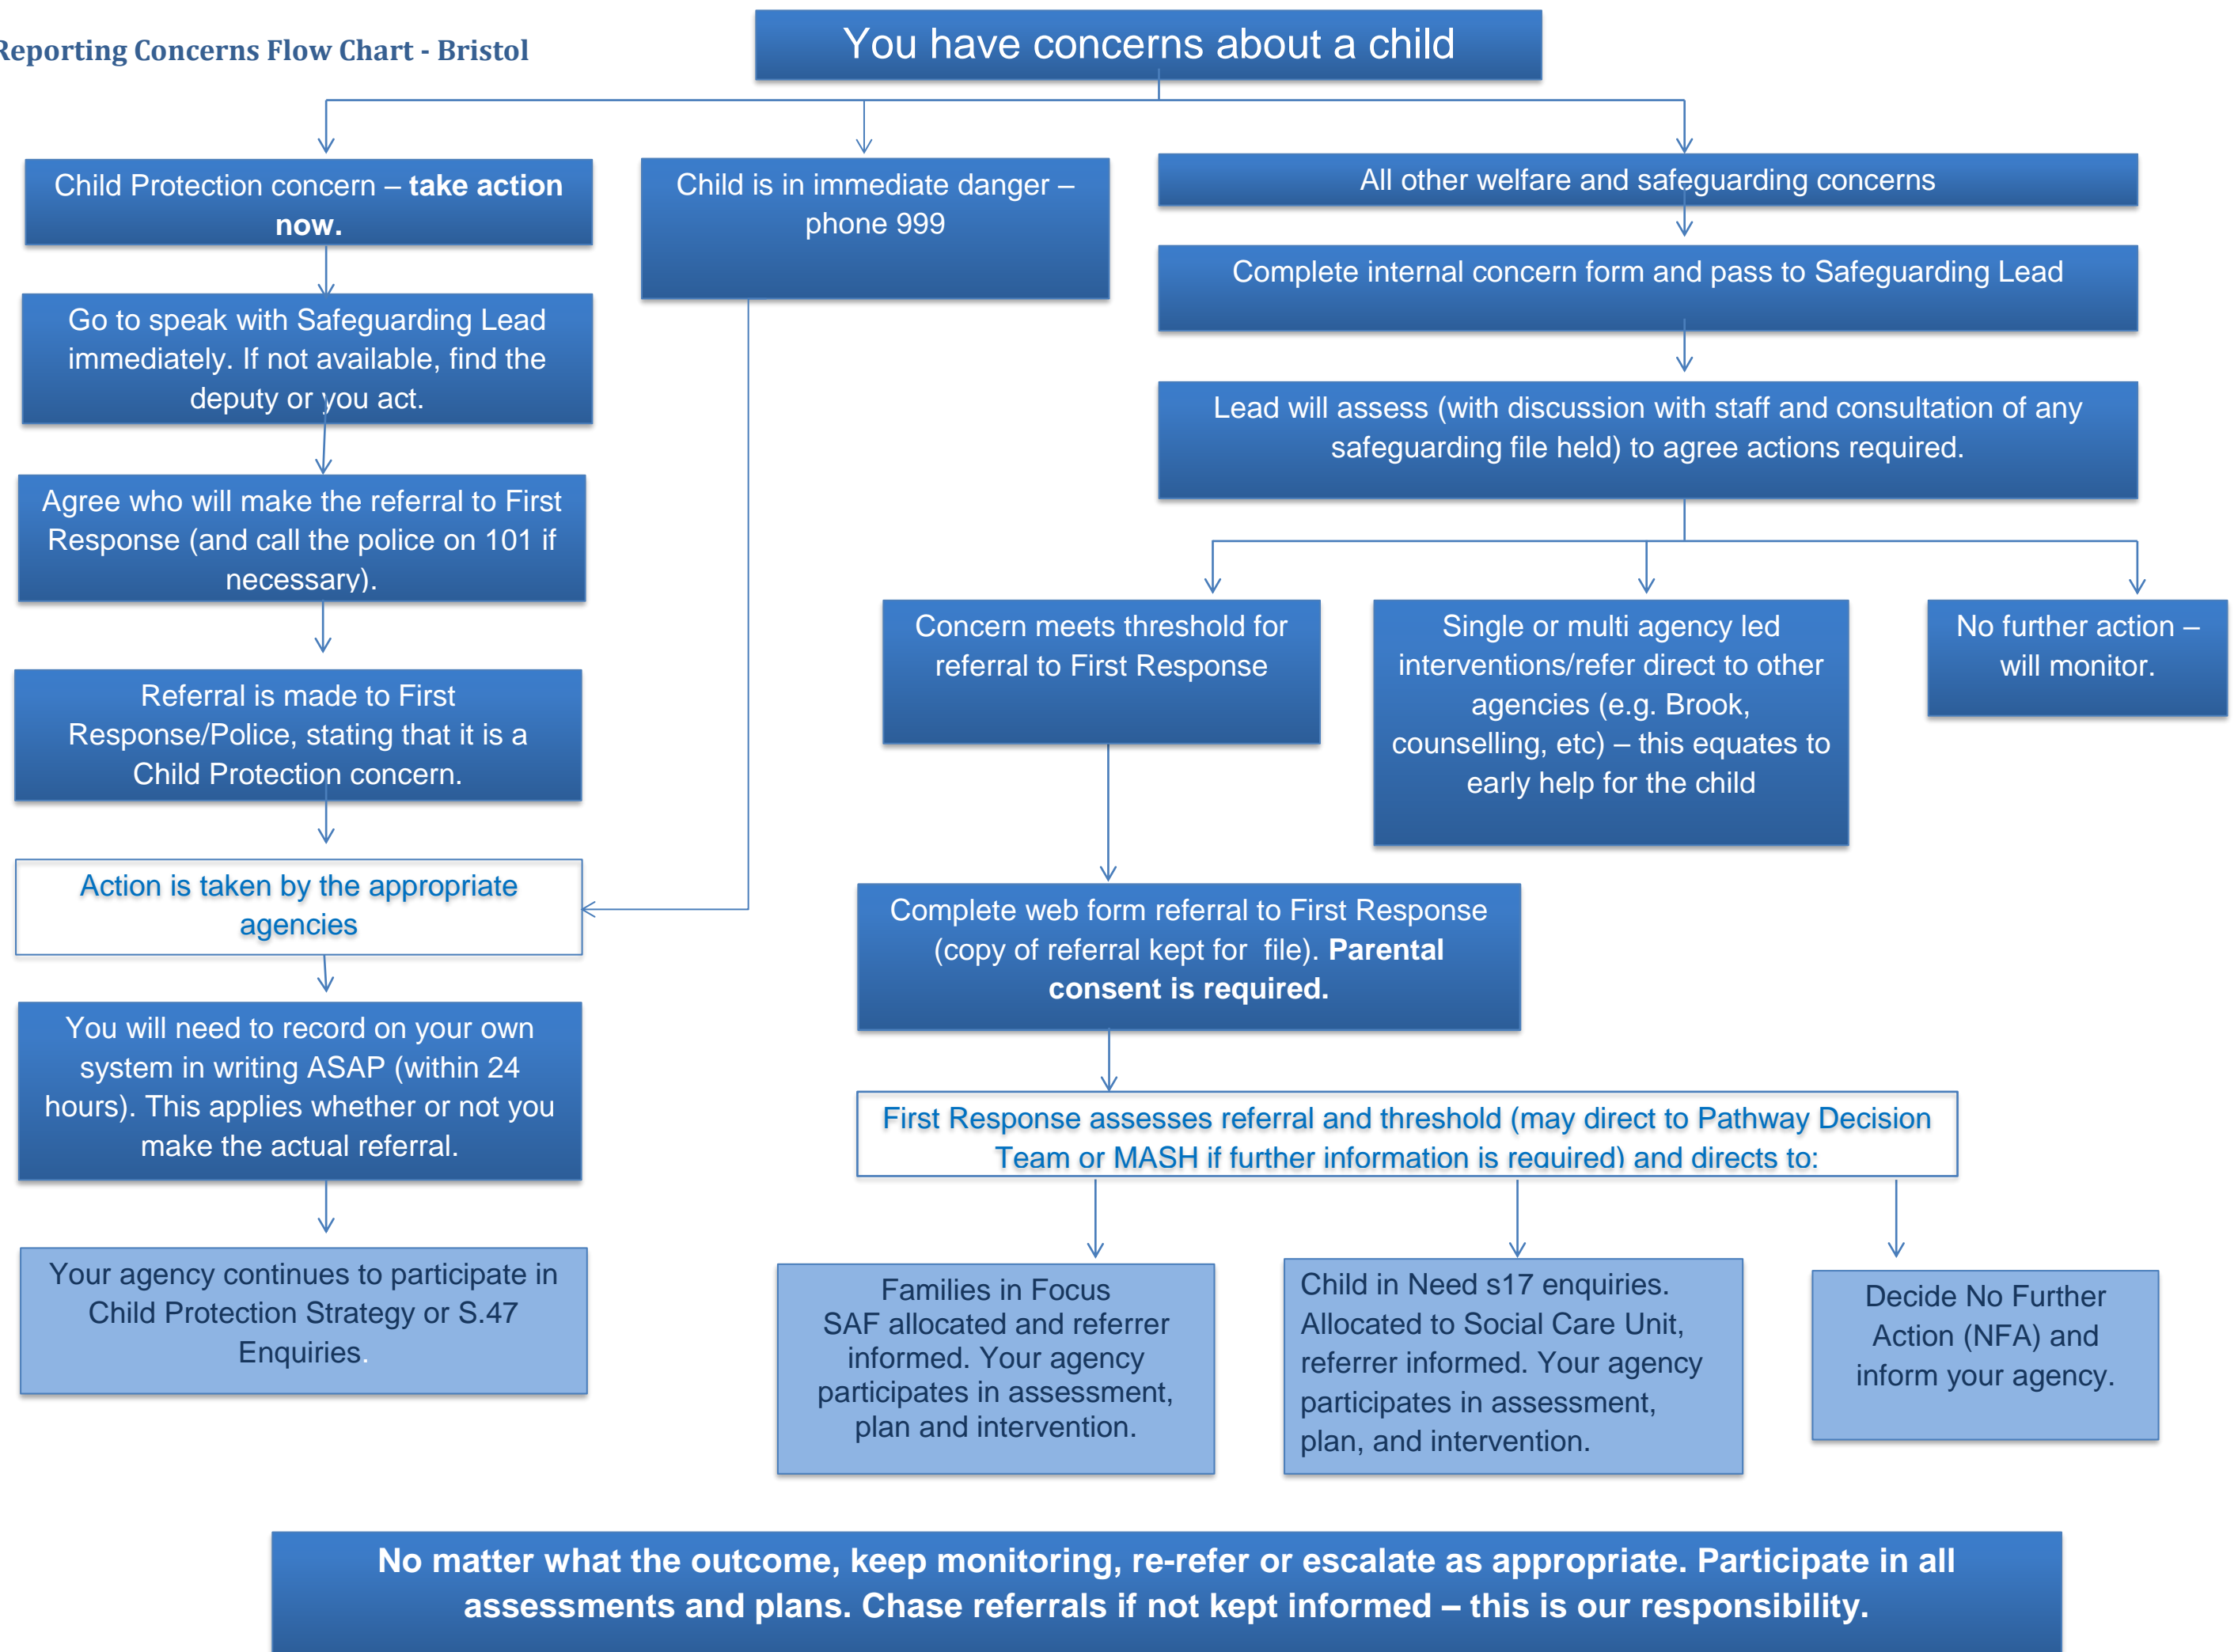 Reporting Concerns Flow Chart - Bristol
You have concerns about a child
Child Protection concern – take action
now.
Go to speak with Safeguarding Lead
immediately. If not available, find the
deputy or you act.
Agree who will make the referral to First
Response (and call the police on 101 if
necessary).
Referral is made to First
Response/Police, stating that it is a
Child Protection concern.
Action is taken by the appropriate
agencies
You will need to record on your own
system in writing ASAP (within 24
hours). This applies whether or not you
make the actual referral.
Your agency continues to participate in
Child Protection Strategy or S.47
Enquiries.
Child is in immediate danger –
phone 999
All other welfare and safeguarding concerns
Complete internal concern form and pass to Safeguarding Lead
Lead will assess (with discussion with staff and consultation of any
safeguarding file held) to agree actions required.
Concern meets threshold for
referral to First Response
Single or multi agency led
interventions/refer direct to other
agencies (e.g. Brook,
counselling, etc) – this equates to
early help for the child
No further action –
will monitor.
Complete web form referral to First Response
(copy of referral kept for file). Parental
consent is required.
First Response assesses referral and threshold (may direct to Pathway Decision
Team or MASH if further information is required) and directs to:
Families in Focus
SAF allocated and referrer
informed. Your agency
participates in assessment,
plan and intervention.
Child in Need s17 enquiries.
Allocated to Social Care Unit,
referrer informed. Your agency
participates in assessment,
plan, and intervention.
Decide No Further
Action (NFA) and
inform your agency.
No matter what the outcome, keep monitoring, re-refer or escalate as appropriate. Participate in all
assessments and plans. Chase referrals if not kept informed – this is our responsibility.